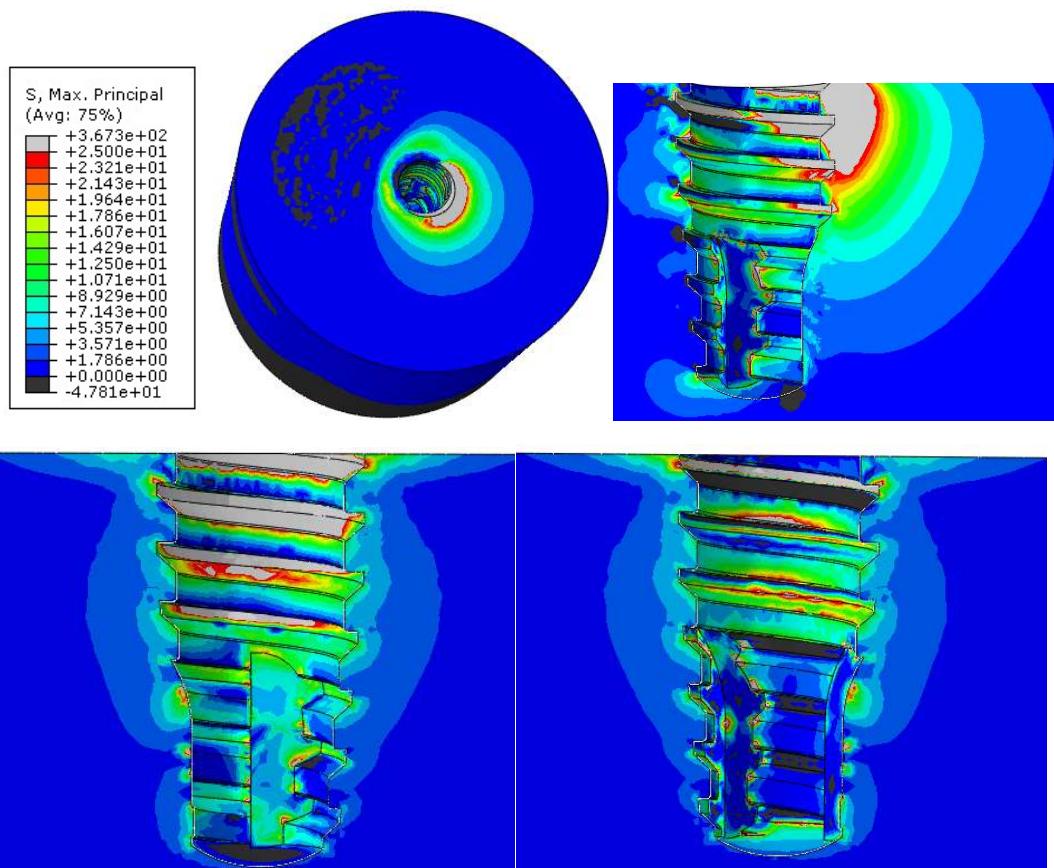 S, Max. Principal
(Avg: 75%)
+3.673e+02
+2.500e+01
+2.321e+01
+2.143e+01
+1.964e+01
+1.786e+01
+1.607e+01
+1.429e+01
+1.250e+01
+1.071e+01
+8.929e+00
+7.143e+00
+5.357e+00
+3.571e+00
+1.786e+00
+0.000e+00
-4.781e+01